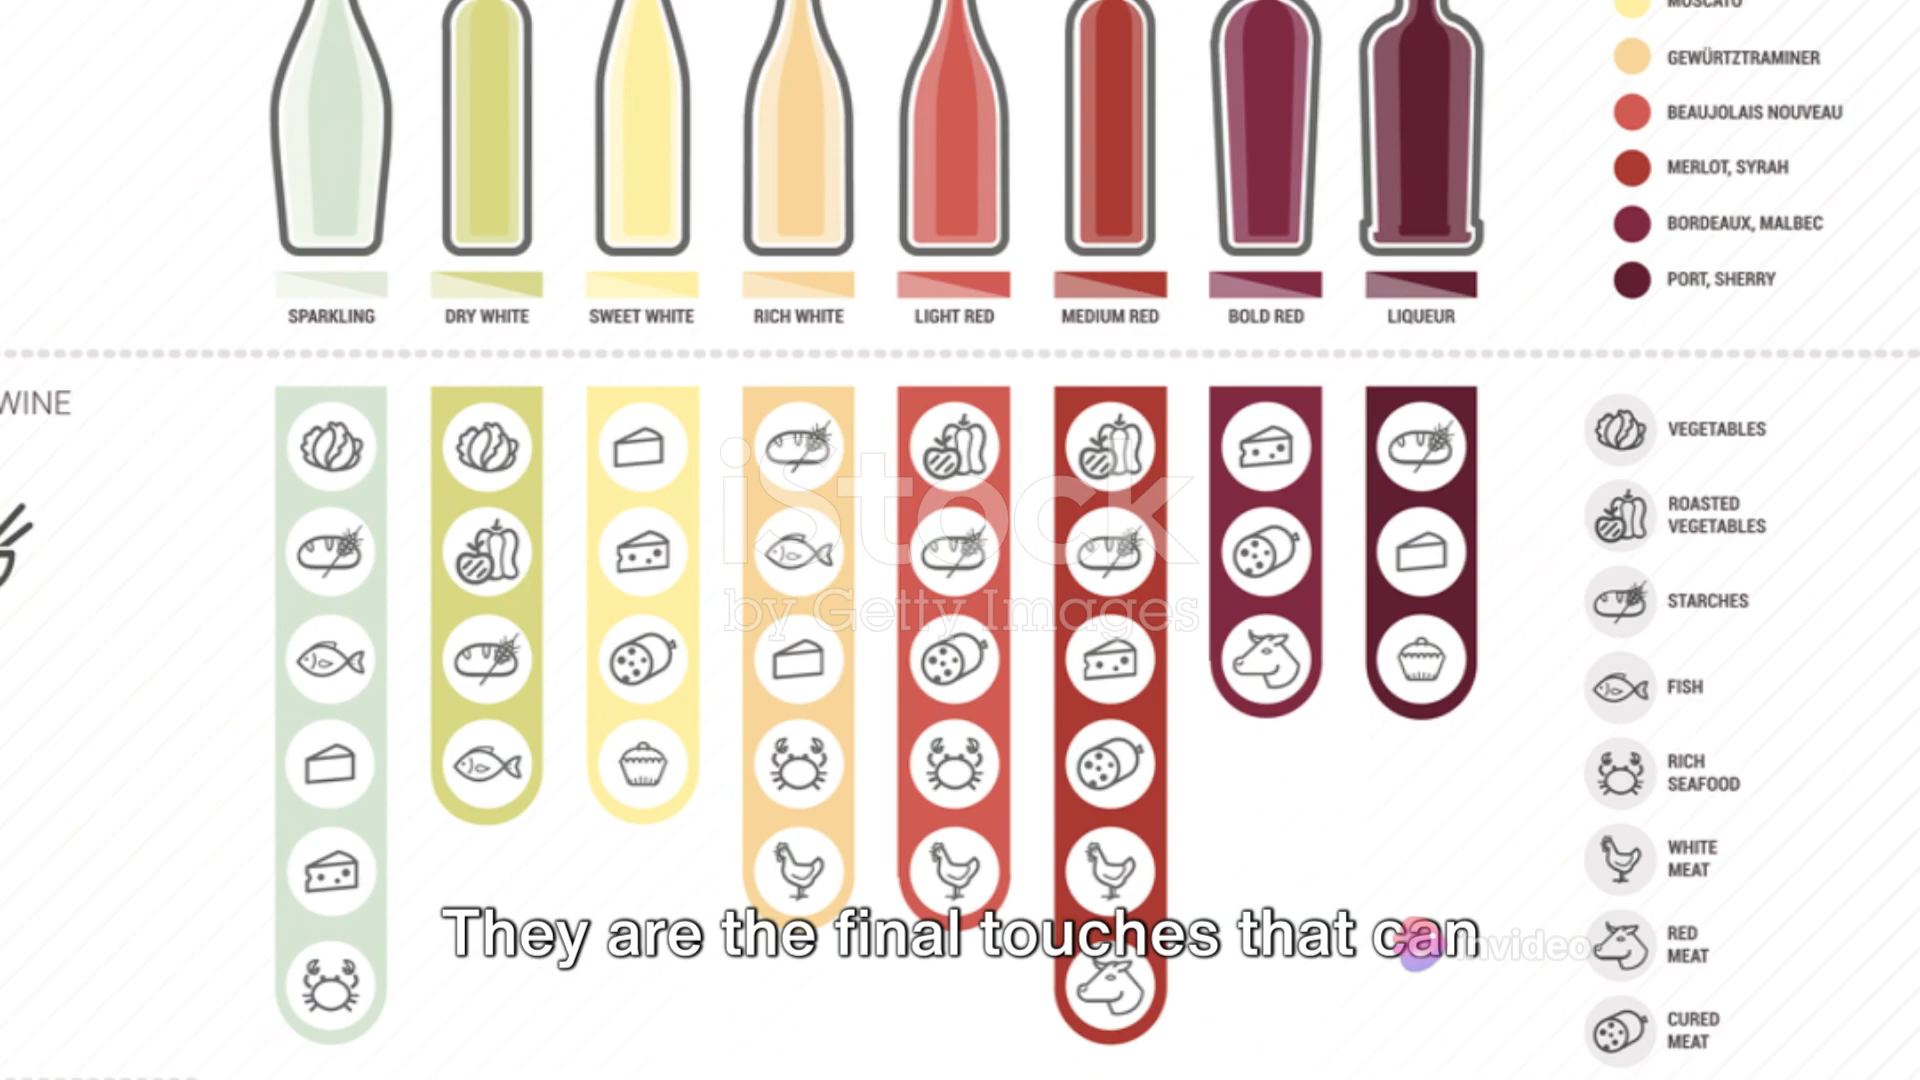 MOSCATO
GEWÜRTZTRAMINER
BEAUJOLAIS NOUVEAU
MERLOT, SYRAH
BORDEAUX, MALBEC
PORT, SHERRY
SPARKLING
DRY WHITE
SWEET WHITE
RICH WHITE
LIGHT RED
MEDIUM RED
BOLD RED
LIQUEUR
WINE
iStock
by Getty Images
VEGETABLES
ROASTED
VEGETABLES
STARCHES
FISH
RICH
SEAFOOD
WHITE
MEAT
RED
MEAT
CURED
MEAT
They are the final touches that can
invideo